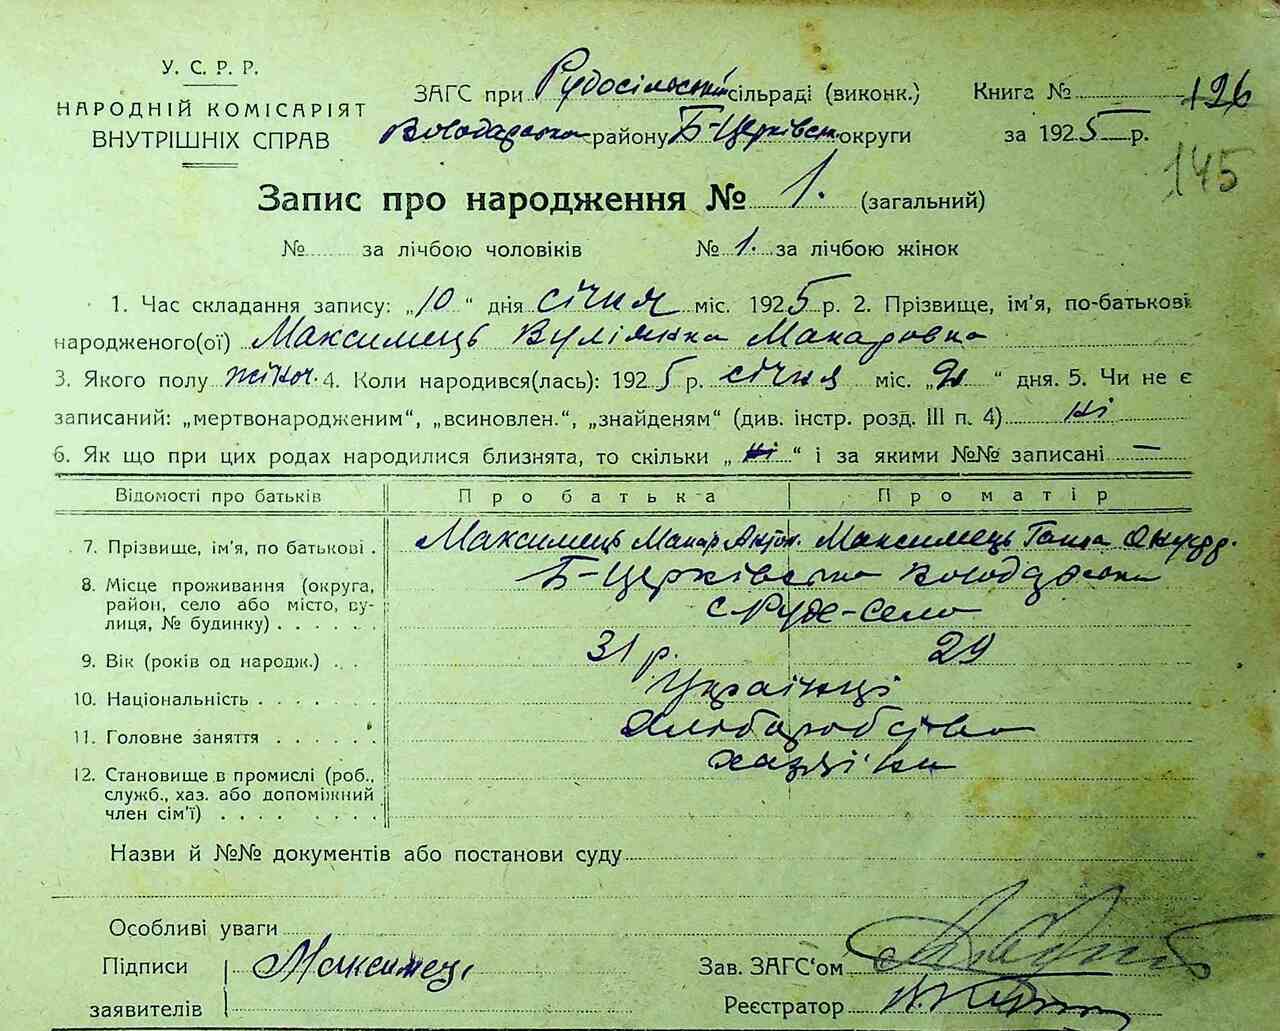 У. С. Р. Р.
НАРОДНІЙ КОМІСАРІЯТ
ВНУТРІШНІХ СПРАВ
ЗАГС при Рудосільській сільраді (виконк.)
Володарська району Б-Церківськ округи
Книга №
за 1925 р.
126
145
Запис про народження № 1. (загальний)
№ за лічбою чоловіків № 1. за лічбою жінок
1. Час складання запису: „10“ дня січня міс. 1925 р. 2. Прізвище, ім'я, по-батькові
народженого(ої) Максимець Макаровна
3. Якого полу жіноч. 4. Коли народився(лась): 1925 р. січня міс. „ “ дня. 5. Чи не є
записаний: „мертвонародженим“, „всиновлен.“, „знайденям“ (див. інстр. розд. III п. 4) ні
6. Як що при цих родах народилися близнята, то скільки „ні“ і за якими №№ записані —
Відомості про батьків Про батька Про матір
7. Прізвище, ім'я, по батькові . Максимець Макар Антон. Максимець
8. Місце проживання (округа, район, село або місто, вулиця, № будинку) . . . . . Б-Церківська Володарська
с Руде-село
9. Вік (років од народж.) . . 31 р. 29
10. Національність . . . . . . Українці
11. Головне заняття . . . . . . Хліборобство
12. Становище в промислі (роб., служб., хаз. або допоміжний член сім'ї) . . . . . . . . хазяїни
Назви й №№ документів або постанови суду
Особливі уваги
Підписи
заявителів
Максимець
Зав. ЗАГС'ом
Реєстратор